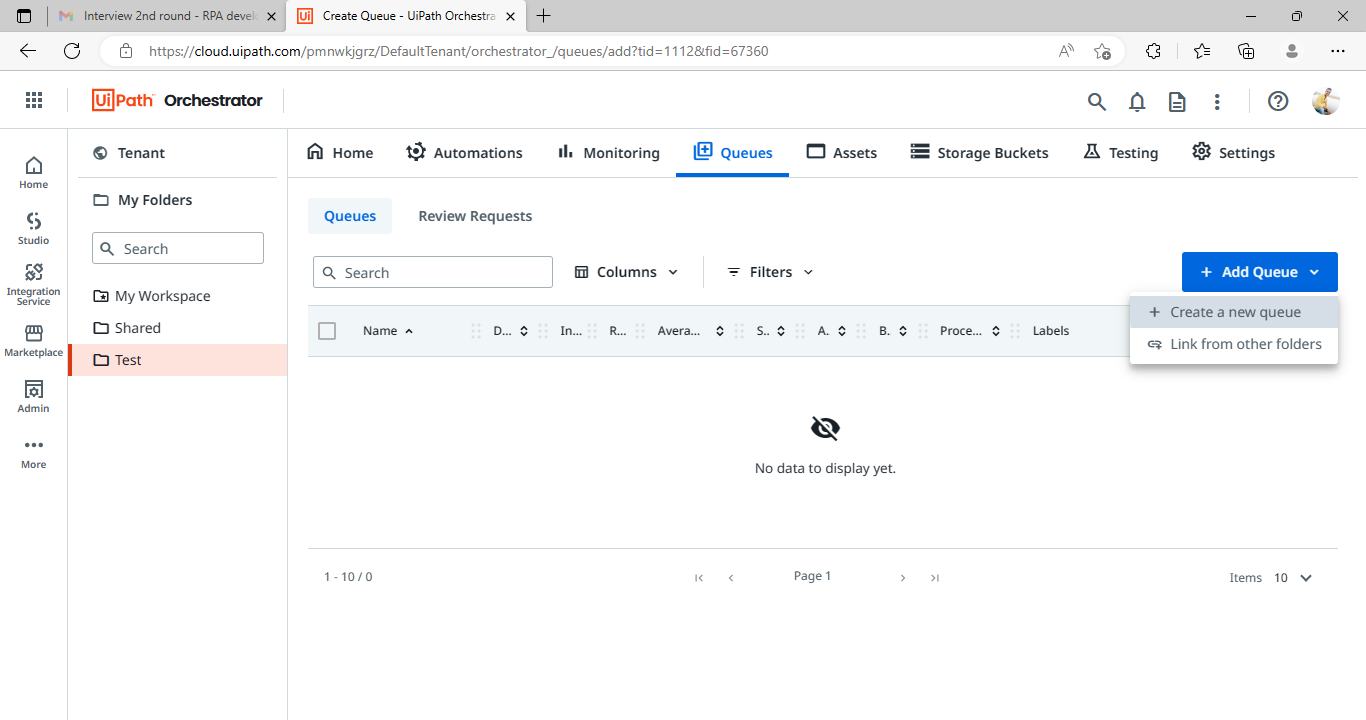 Interview 2nd round - RPA devel
Create Queue - UiPath Orchestra
https://cloud.uipath.com/pmnwkjgrz/DefaultTenant/orchestrator_/queues/add?tid=1112&fid=67360
UiPath Orchestrator
Home
Studio
Integration
Service
Marketplace
Admin
More
Tenant
My Folders
Search
My Workspace
Shared
Test
Home Automations Monitoring Queues Assets Storage Buckets Testing Settings
Queues Review Requests
Search Columns Filters + Add Queue
+ Create a new queue
Link from other folders
Name D... In... R... Avera... S.. A. B. Proce... Labels
No data to display yet.
1 - 10 / 0 Page 1 Items 10